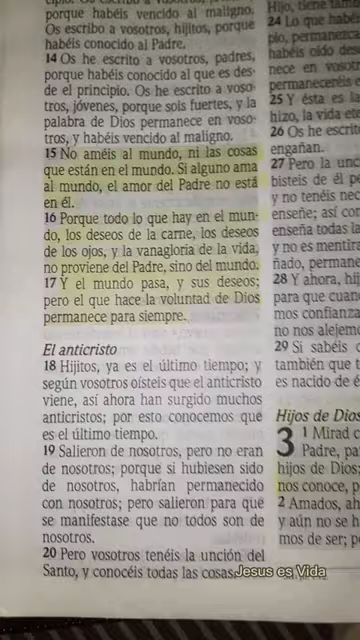 porque habéis vencido al maligno.
Os escribo a vosotros, hijitos, porque
habéis conocido al Padre.
14 Os he escrito a vosotros, padres,
porque habéis conocido al que es des-
de el principio. Os he escrito a voso-
tros, jóvenes, porque sois fuertes, y la
palabra de Dios permanece en voso-
tros, y habéis vencido al maligno.
15 No améis al mundo, ni las cosas
que están en el mundo. Si alguno ama
al mundo, el amor del Padre no está
en él.
16 Porque todo lo que hay en el mun-
do, los deseos de la carne, los deseos
de los ojos, y la vanagloria de la vida,
no proviene del Padre, sino del mundo.
17 Y el mundo pasa, y sus deseos;
pero el que hace la voluntad de Dios
permanece para siempre.
El anticristo
18 Hijitos, ya es el último tiempo; y
según vosotros oísteis que el anticristo
viene, así ahora han surgido muchos
anticristos; por esto conocemos que
es el último tiempo.
19 Salieron de nosotros, pero no eran
de nosotros; porque si hubiesen sido
de nosotros, habrían permanecido
con nosotros; pero salieron para que
se manifestase que no todos son de
nosotros.
20 Pero vosotros tenéis la unción del
Santo, y conocéis todas las cosas.
Hijo, tiene
24 Lo que
pio,
habéis oído
nece en
permaneceréis
25 Y ésta es la
hizo, la vida
26 Os he
engañan.
27 Pero la
bisteis de él
y no tenéis
enseñe; así
enseña todas
y no es mentira
ñado,
28 Y ahora,
para que
mos
no nos
29 Si sabéis
también que
es nacido de
Hijos de Dios
3 1 Mirad
Padre,
hijos de Dios;
nos conoce,
2 Amados,
y aún no se
mos de ser;
Jesus es Vida